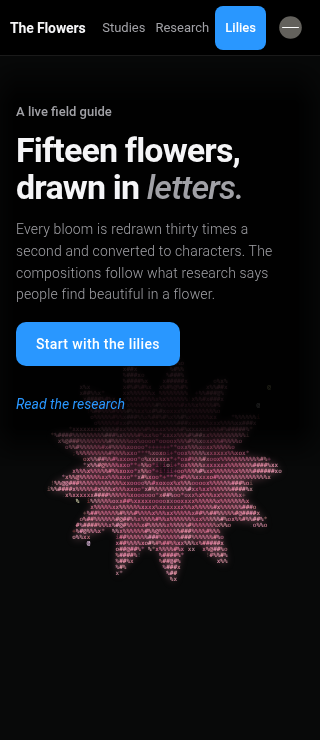 The Flowers Studies Research Lilies
A live field guide
Fifteen flowers,
drawn in letters.
Every bloom is redrawn thirty times a
second and converted to characters. The
compositions follow what research says
people find beautiful in a flower.
Start with the lilies
Read the research